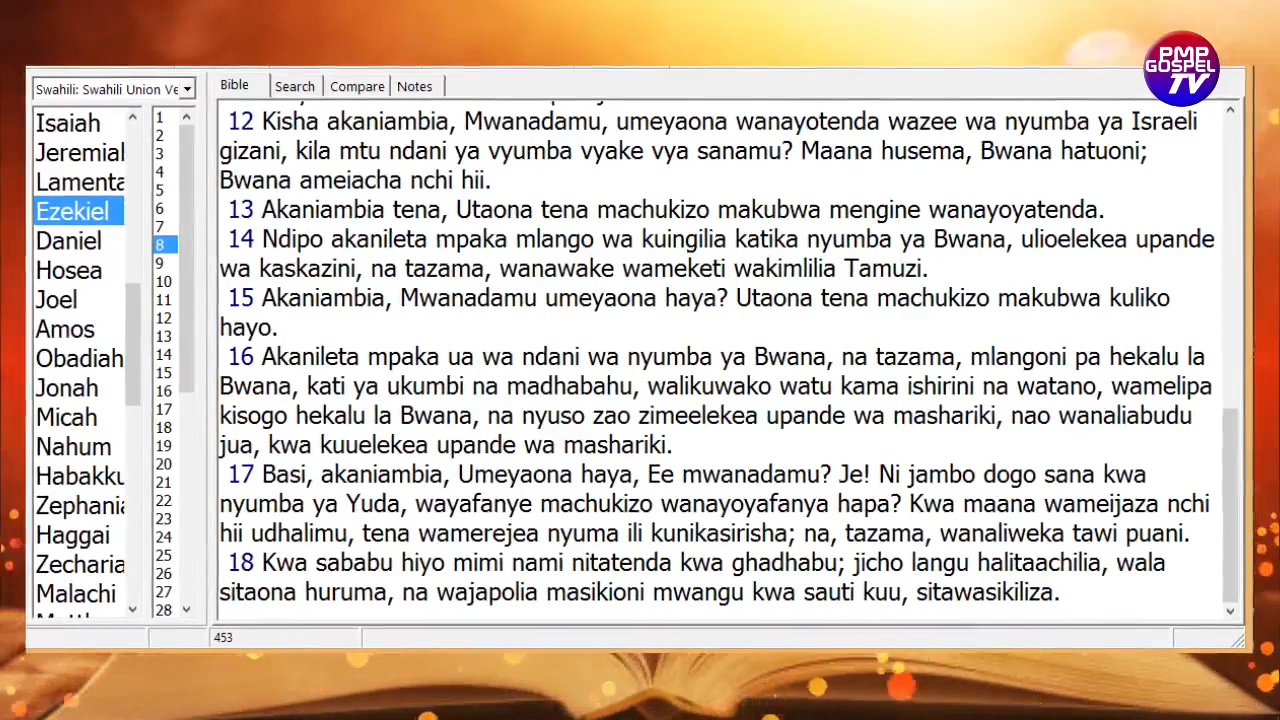 PMP
GOSPEL
TV
Swahili: Swahili Union Ve
Bible
Search
Compare
Notes
Isaiah
Jeremiah
Lamenta
Ezekiel
Daniel
Hosea
Joel
Amos
Obadiah
Jonah
Micah
Nahum
Habakku
Zephania
Haggai
Zecharia
Malachi
1
2
3
4
5
6
7
8
9
10
11
12
13
14
15
16
17
18
19
20
21
22
23
24
25
26
27
28
12 Kisha akaniambia, Mwanadamu, umeyaona wanayotenda wazee wa nyumba ya Israeli
gizani, kila mtu ndani ya vyumba vyake vya sanamu? Maana husema, Bwana hatuoni;
Bwana ameiacha nchi hii.
13 Akaniambia tena, Utaona tena machukizo makubwa mengine wanayoyatenda.
14 Ndipo akanileta mpaka mlango wa kuingilia katika nyumba ya Bwana, ulioelekea upande
wa kaskazini, na tazama, wanawake wameketi wakimlilia Tamuzi.
15 Akaniambia, Mwanadamu umeyaona haya? Utaona tena machukizo makubwa kuliko
hayo.
16 Akanileta mpaka ua wa ndani wa nyumba ya Bwana, na tazama, mlangoni pa hekalu la
Bwana, kati ya ukumbi na madhabahu, walikuwako watu kama ishirini na watano, wamelipa
kisogo hekalu la Bwana, na nyuso zao zimeelekea upande wa mashariki, nao wanaliabudu
jua, kwa kuuelekea upande wa mashariki.
17 Basi, akaniambia, Umeyaona haya, Ee mwanadamu? Je! Ni jambo dogo sana kwa
nyumba ya Yuda, wayafanye machukizo wanayoyafanya hapa? Kwa maana wameijaza nchi
hii udhalimu, tena wamerejea nyuma ili kunikasirisha; na, tazama, wanaliweka tawi puani.
18 Kwa sababu hiyo mimi nami nitatenda kwa ghadhabu; jicho langu halitaachilia, wala
sitaona huruma, na wajapolia masikioni mwangu kwa sauti kuu, sitawasikiliza.
453